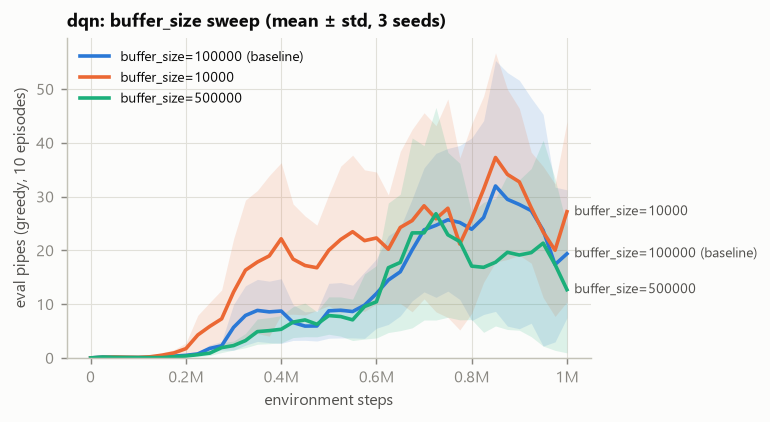 dqn: buffer_size sweep (mean ± std, 3 seeds)
buffer_size=100000 (baseline)
buffer_size=10000
buffer_size=500000
eval pipes (greedy, 10 episodes)
50
40
30
20
10
0
buffer_size=10000
buffer_size=100000 (baseline)
buffer_size=500000
0 0.2M 0.4M 0.6M 0.8M 1M
environment steps